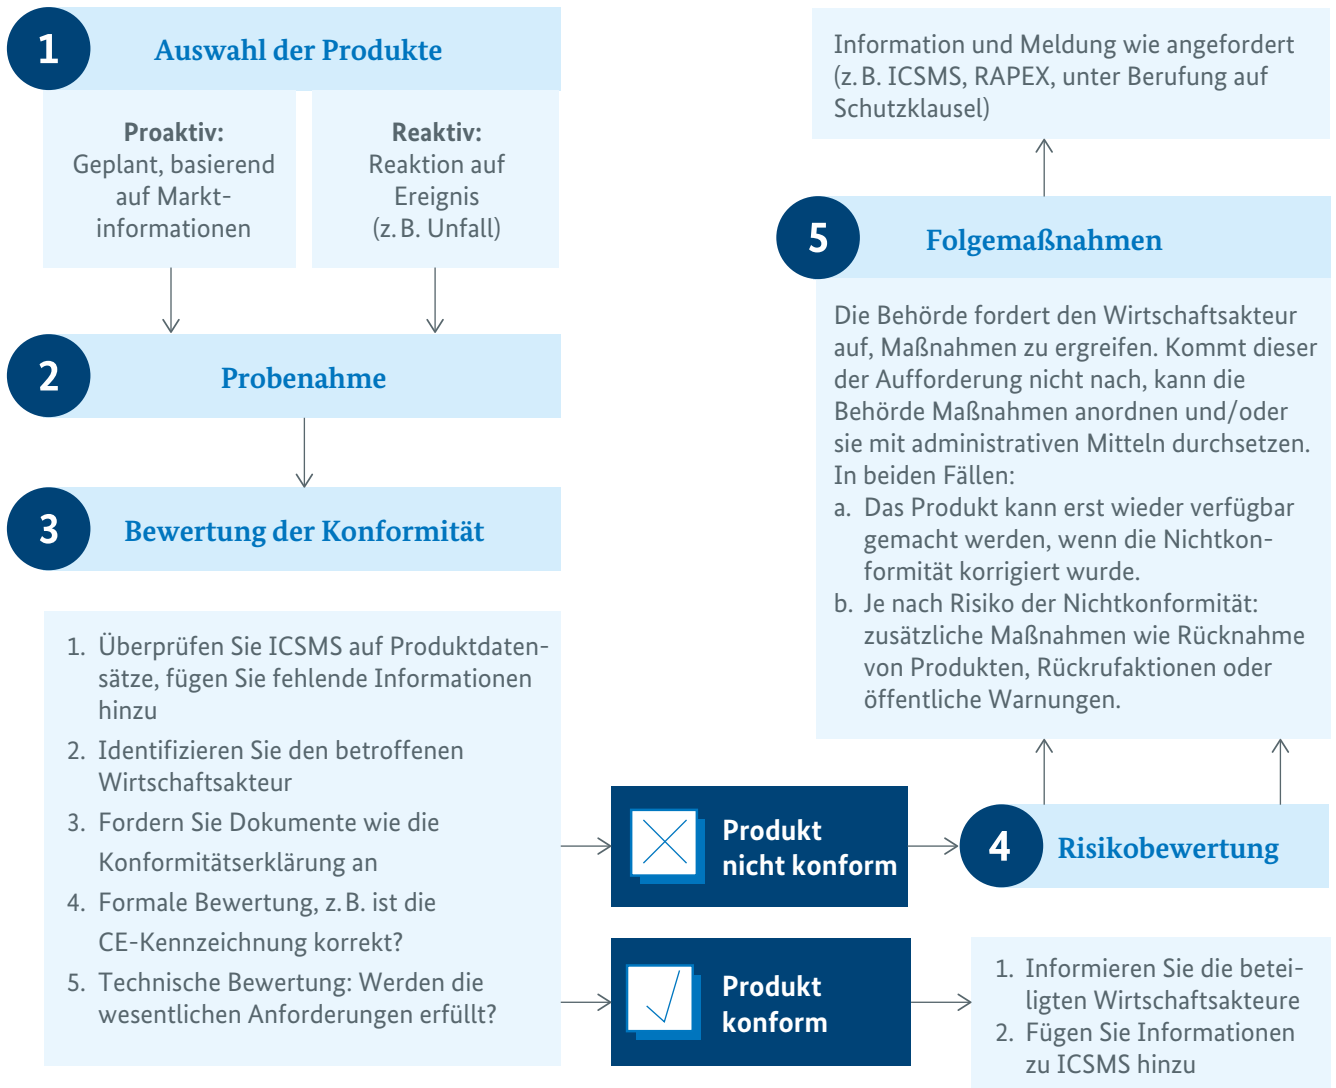 1
Auswahl der Produkte
Proaktiv:
Geplant, basierend
auf Markt-
informationen
Reaktiv:
Reaktion auf
Ereignis
(z. B. Unfall)
2
Probenahme
3
Bewertung der Konformität
1. Überprüfen Sie ICSMS auf Produktdaten-
sätze, fügen Sie fehlende Informationen
hinzu
2. Identifizieren Sie den betroffenen
Wirtschaftsakteur
3. Fordern Sie Dokumente wie die
Konformitätserklärung an
4. Formale Bewertung, z. B. ist die
CE-Kennzeichnung korrekt?
5. Technische Bewertung: Werden die
wesentlichen Anforderungen erfüllt?
Produkt
nicht konform
Produkt
konform
4
Risikobewertung
1. Informieren Sie die betei-
ligten Wirtschaftsakteure
2. Fügen Sie Informationen
zu ICSMS hinzu
5
Folgemaßnahmen
Die Behörde fordert den Wirtschaftsakteur
auf, Maßnahmen zu ergreifen. Kommt dieser
der Aufforderung nicht nach, kann die
Behörde Maßnahmen anordnen und/oder
sie mit administrativen Mitteln durchsetzen.
In beiden Fällen:
a. Das Produkt kann erst wieder verfügbar
gemacht werden, wenn die Nichtkon-
formität korrigiert wurde.
b. Je nach Risiko der Nichtkonformität:
zusätzliche Maßnahmen wie Rücknahme
von Produkten, Rückrufaktionen oder
öffentliche Warnungen.
Information und Meldung wie angefordert
(z. B. ICSMS, RAPEX, unter Berufung auf
Schutzklausel)